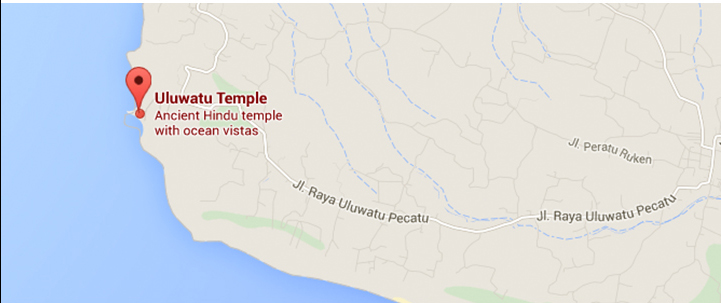 Uluwatu Temple
Ancient Hindu temple
with ocean vistas
Jl. Peratu Ruken
Jl. Raya Uluwatu Pecatu
Jl. Raya Uluwatu Pecatu